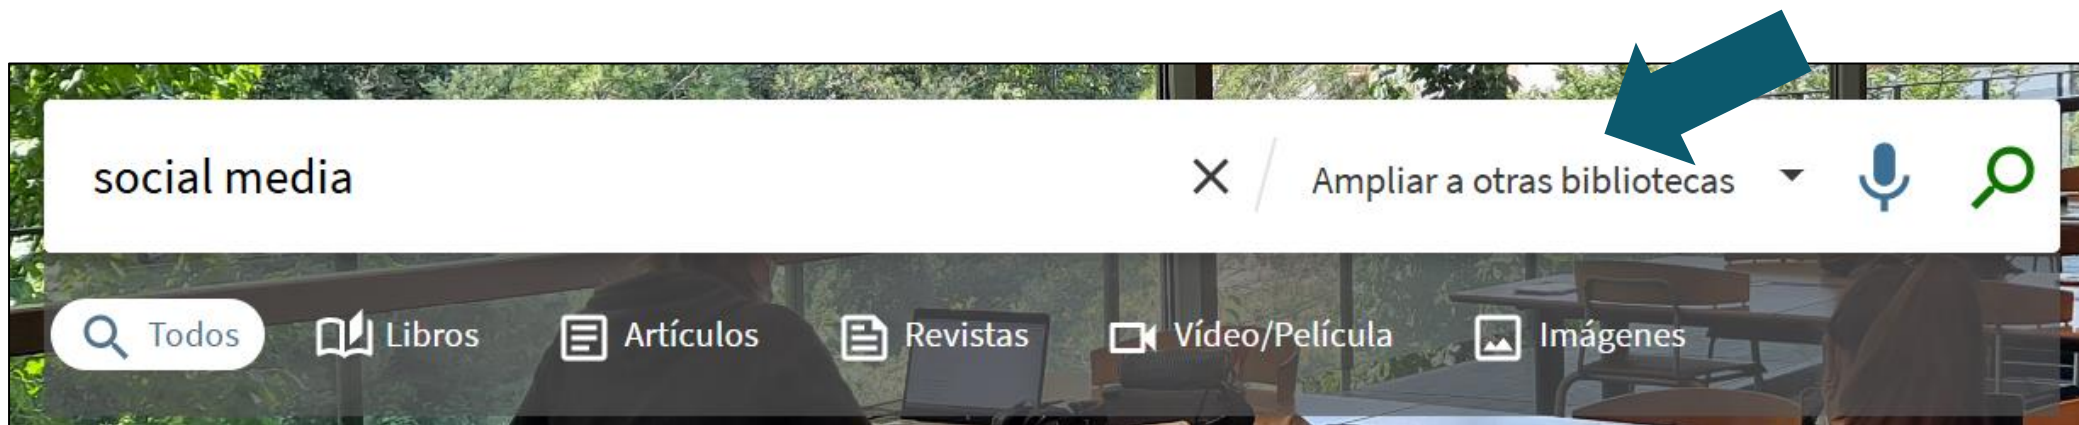 social media
Ampliar a otras bibliotecas
Todos Libros Artículos Revistas Vídeo/Película Imágenes